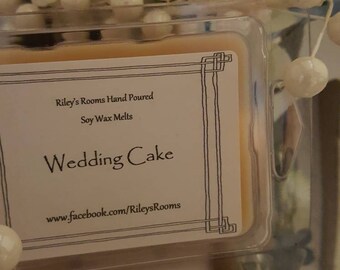 Riley's Rooms Hand Poured
Soy Wax Melts
Wedding Cake
www.facebook.com/RileysRooms